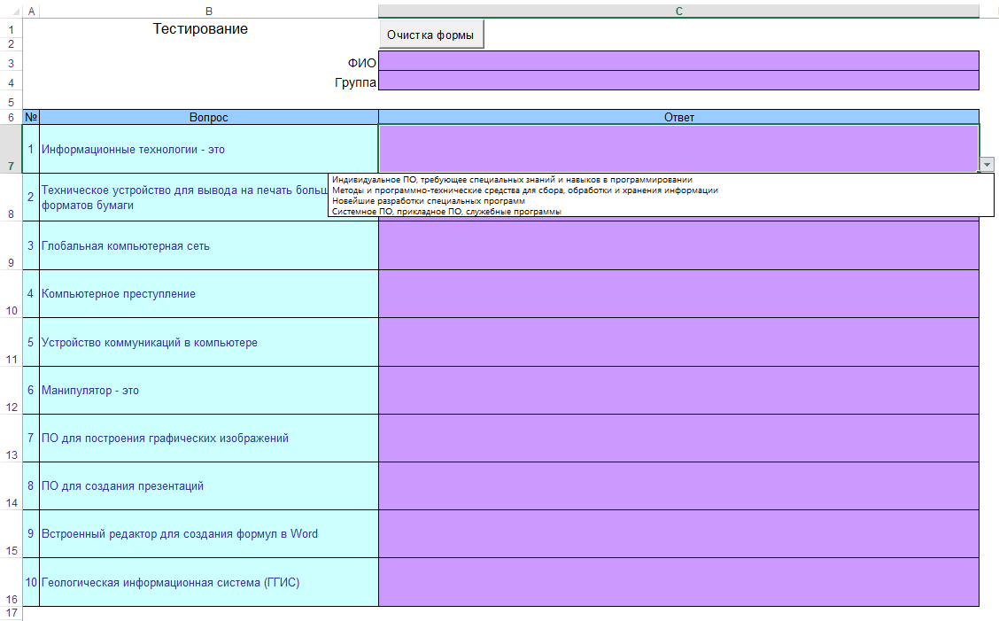 A B C
1 Тестирование Очистка формы
2
3 ФИО
4 Группа
5
6 № Вопрос Ответ
7 1 Информационные технологии - это
Индивидуальное ПО, требующее специальных знаний и навыков в программировании
Методы и программно-технические средства для сбора, обработки и хранения информации
Новейшие разработки специальных программ
Системное ПО, прикладное ПО, служебные программы
8 2 Техническое устройство для вывода на печать больш
форматов бумаги
9 3 Глобальная компьютерная сеть
10 4 Компьютерное преступление
11 5 Устройство коммуникаций в компьютере
12 6 Манипулятор - это
13 7 ПО для построения графических изображений
14 8 ПО для создания презентаций
15 9 Встроенный редактор для создания формул в Word
16 10 Геологическая информационная система (ГГИС)
17